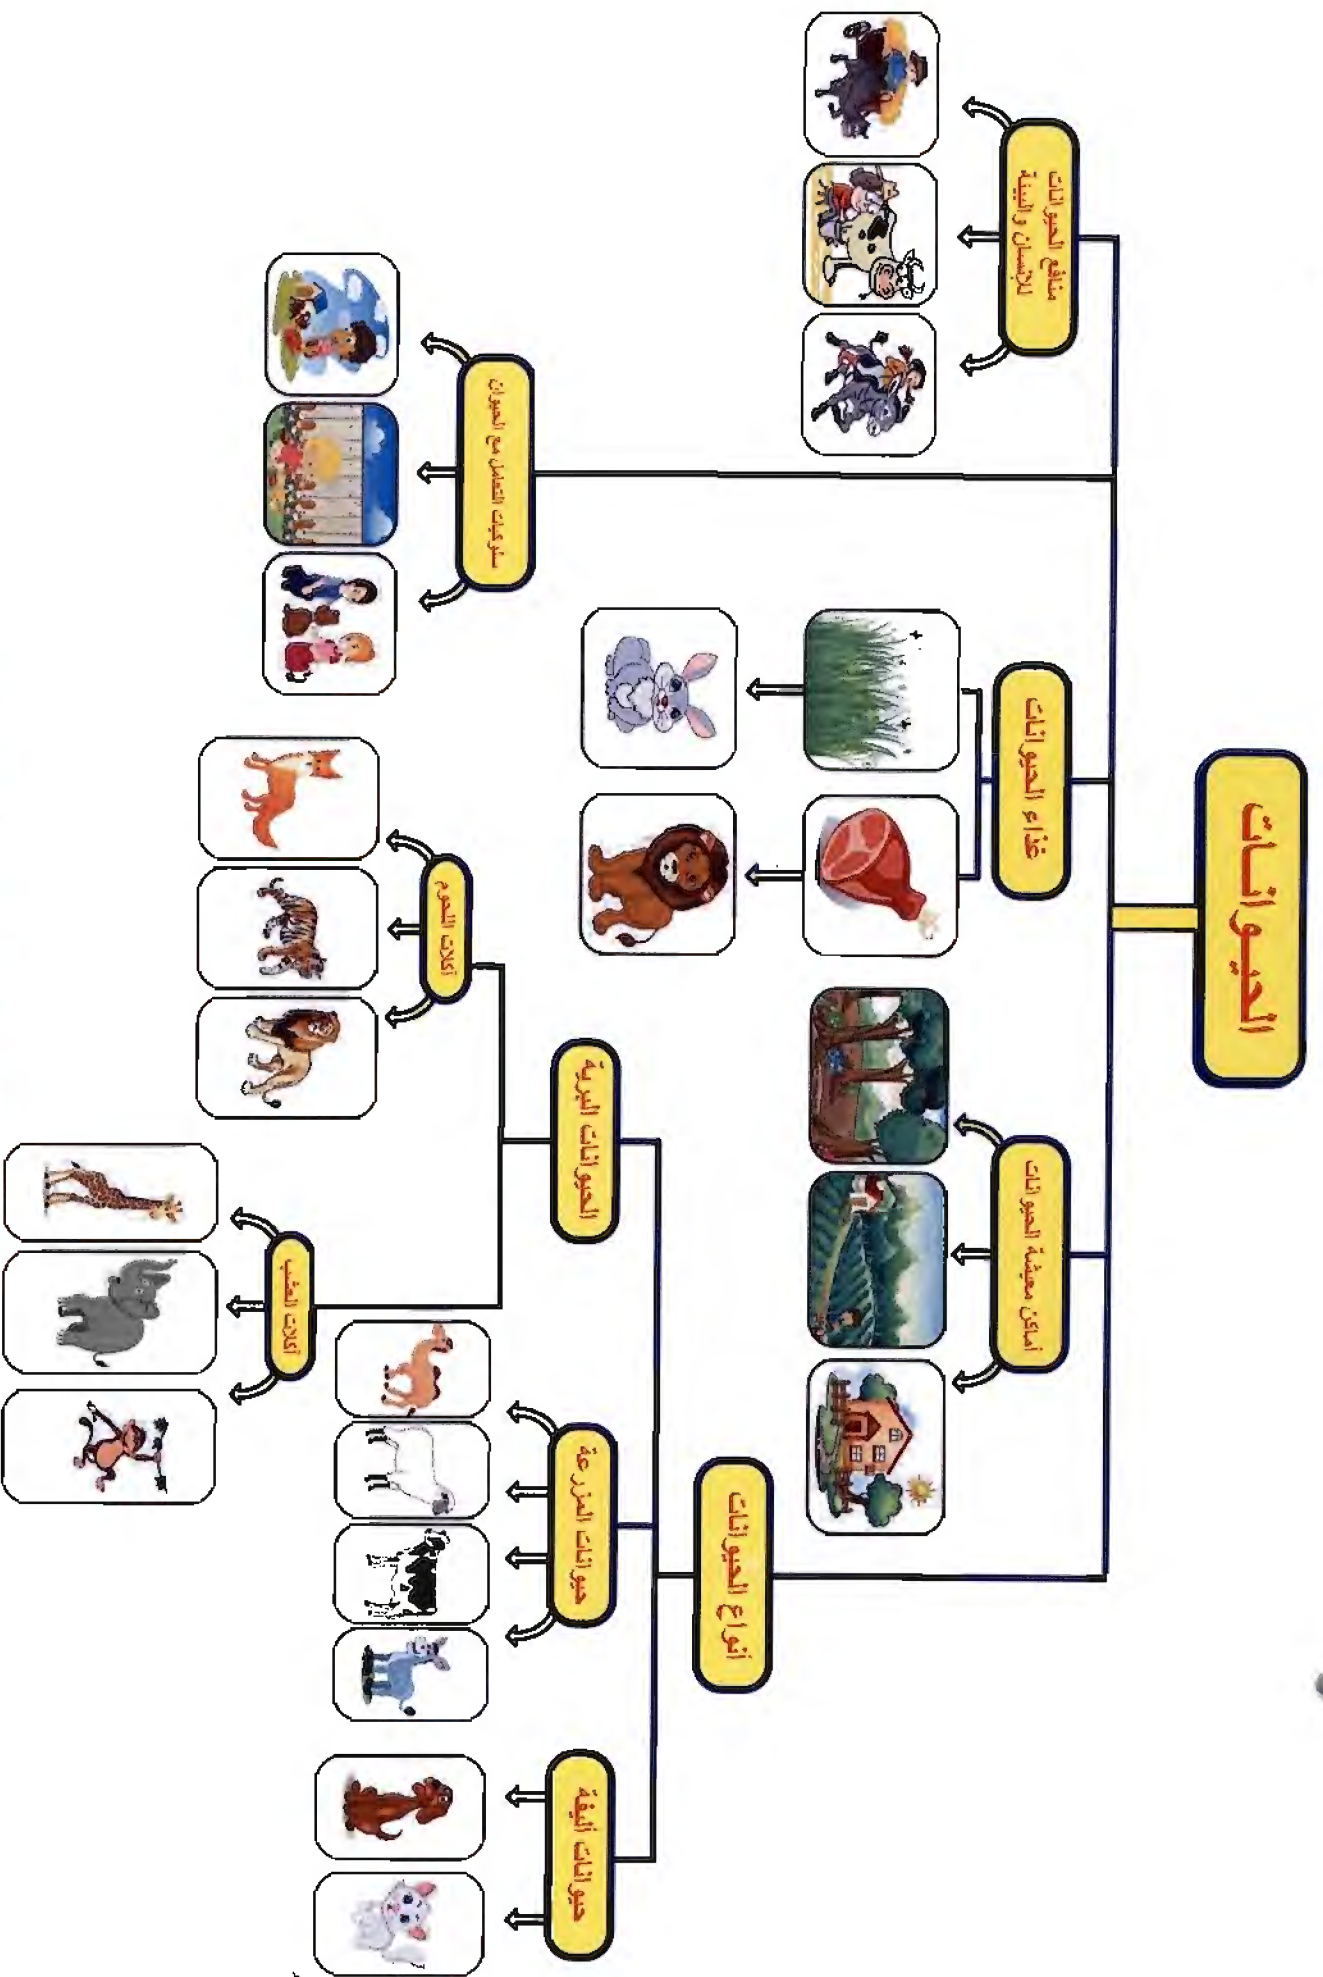 الحيوانات
أنواع الحيوانات
أماكن معيشة الحيوانات
غذاء الحيوانات
سلوكيات التعامل مع الحيوان
منافع الحيوانات
للإنسان والبيئة
حيوانات أليفة
حيوانات المزرعة
الحيوانات البرية
آكلات العشب
آكلات اللحوم